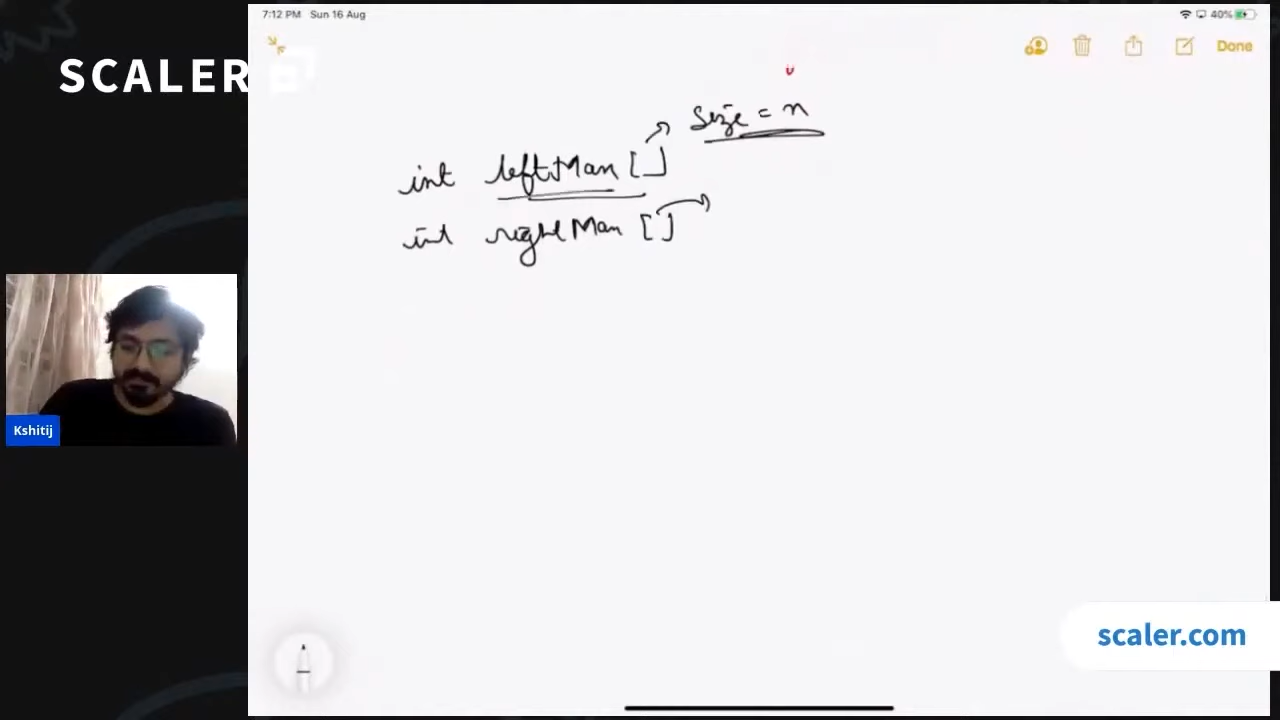 7:12 PM Sun 16 Aug
40%
SCALER
Done
Size = n
int leftMax []
int rightMax []
Kshitij
scaler.com